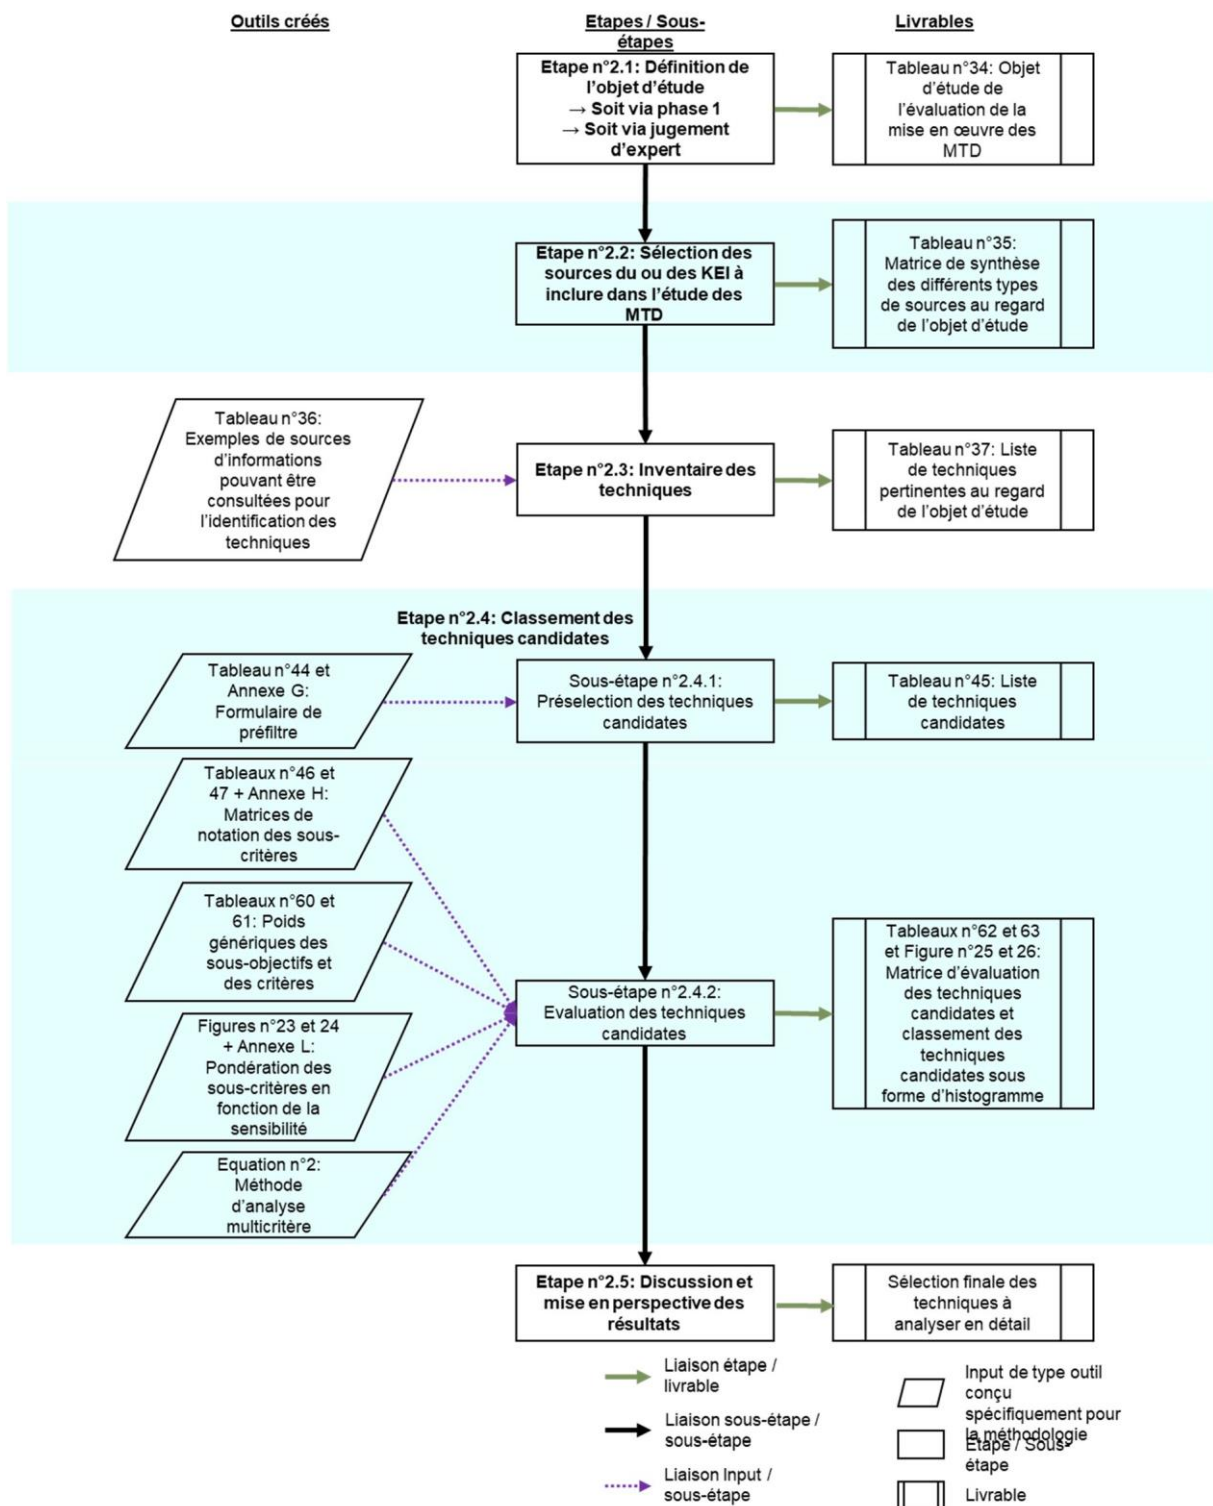 Outils créés
Etapes / Sous-
étapes
Livrables
Etape n°2.1: Définition de
l’objet d’étude
→ Soit via phase 1
→ Soit via jugement
d’expert
Tableau n°34: Objet
d’étude de
l’évaluation de la
mise en œuvre des
MTD
Etape n°2.2: Sélection des
sources du ou des KEI à
inclure dans l’étude des
MTD
Tableau n°35:
Matrice de synthèse
des différents types
de sources au regard
de l’objet d’étude
Tableau n°36:
Exemples de sources
d’informations
pouvant être
consultées pour
l’identification des
techniques
Etape n°2.3: Inventaire des
techniques
Tableau n°37: Liste
de techniques
pertinentes au regard
de l’objet d’étude
Etape n°2.4: Classement des
techniques candidates
Tableau n°44 et
Annexe G:
Formulaire de
préfiltre
Sous-étape n°2.4.1:
Préselection des techniques
candidates
Tableau n°45: Liste
de techniques
candidates
Tableaux n°46 et
47 + Annexe H:
Matrices de
notation des sous-
critères
Tableaux n°60 et
61: Poids
génériques des
sous-objectifs et
des critères
Figures n°23 et 24
+ Annexe L:
Pondération des
sous-critères en
fonction de la
sensibilité
Equation n°2:
Méthode
d’analyse
multicritère
Sous-étape n°2.4.2:
Evaluation des techniques
candidates
Tableaux n°62 et 63
et Figure n°25 et 26:
Matrice d’évaluation
des techniques
candidates et
classement des
techniques
candidates sous
forme d’histogramme
Etape n°2.5: Discussion et
mise en perspective des
résultats
Sélection finale des
techniques à
analyser en détail
Liaison étape /
livrable
Liaison sous-étape /
sous-étape
Liaison Input /
sous-étape
Input de type outil
conçu
spécifiquement pour
la méthodologie
Etape / Sous-
étape
Livrable